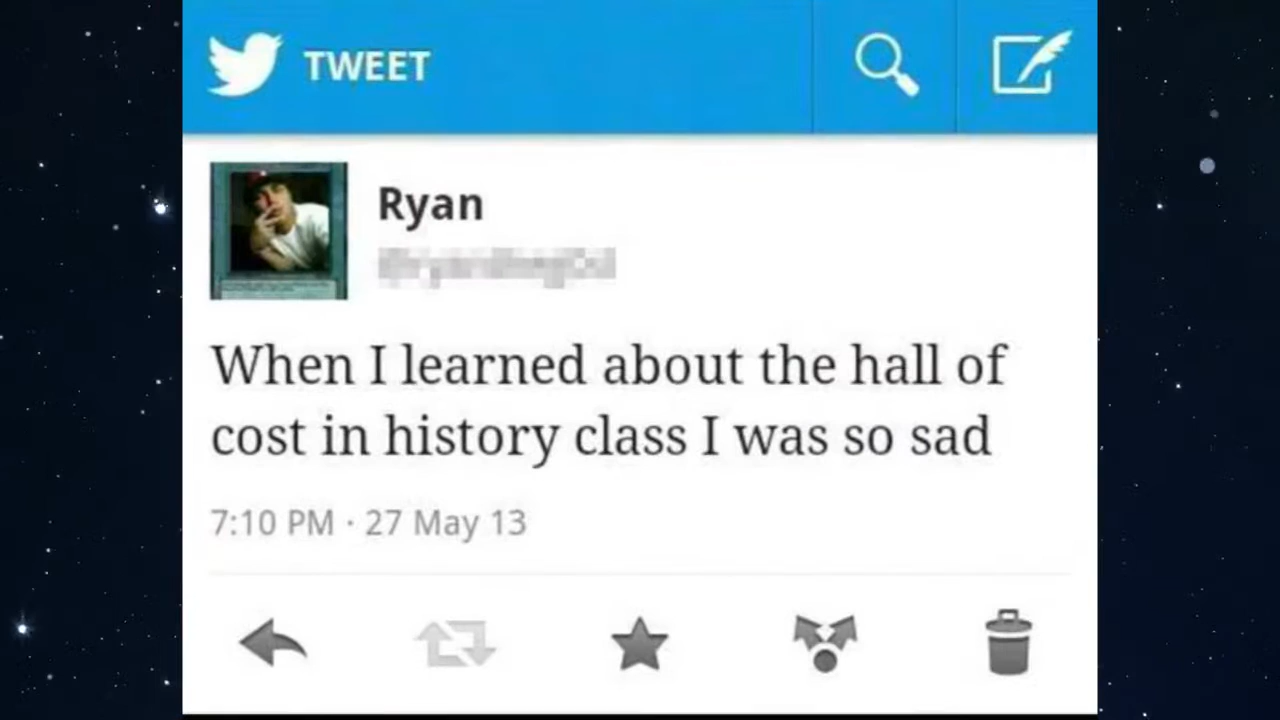 TWEET
Ryan
When I learned about the hall of
cost in history class I was so sad
7:10 PM · 27 May 13